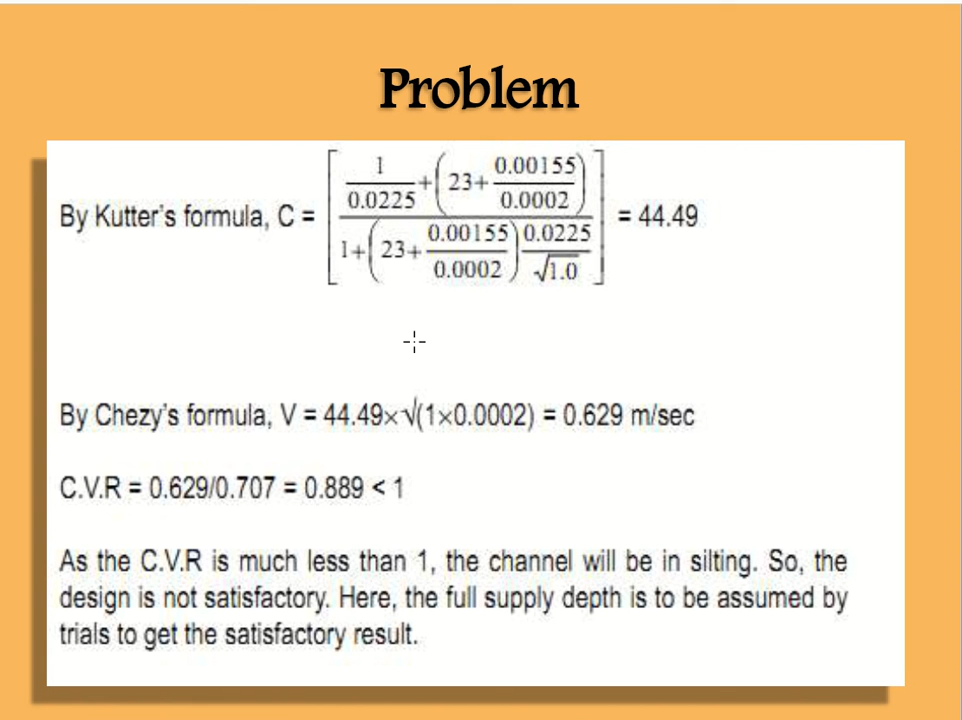 Problem
By Kutter's formula, C = [ 1/0.0225 + ( 23 + 0.00155/0.0002 ) / 1 + ( 23 + 0.00155/0.0002 ) 0.0225/√1.0 ] = 44.49
By Chezy's formula, V = 44.49×√(1×0.0002) = 0.629 m/sec
C.V.R = 0.629/0.707 = 0.889 < 1
As the C.V.R is much less than 1, the channel will be in silting. So, the
design is not satisfactory. Here, the full supply depth is to be assumed by
trials to get the satisfactory result.